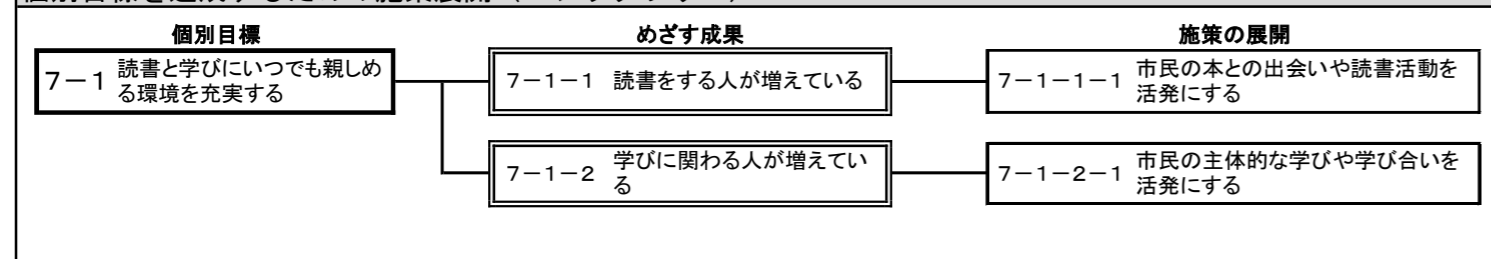 個別目標
めざす成果
施策の展開
7－1
読書と学びにいつでも親しめ
る環境を充実する
7－1－1
読書をする人が増えている
7－1－1－1
市民の本との出会いや読書活動を
活発にする
7－1－2
学びに関わる人が増えてい
る
7－1－2－1
市民の主体的な学びや学び合いを
活発にする